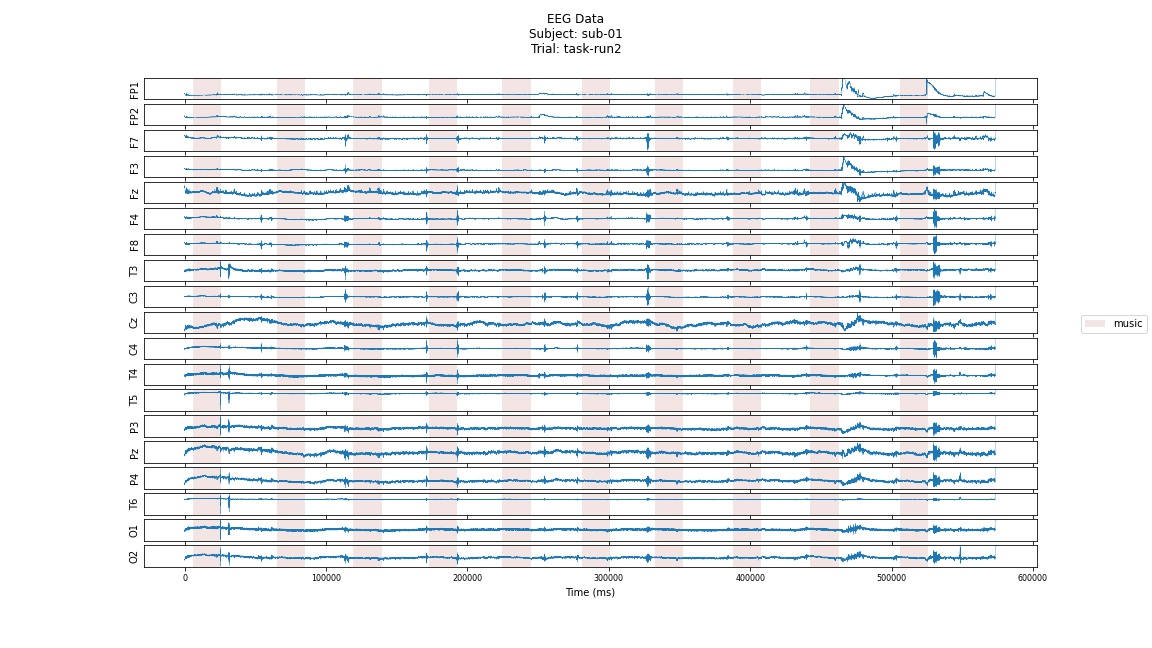 EEG Data
Subject: sub-01
Trial: task-run2
FP1
FP2
F7
F3
Fz
F4
F8
T3
C3
Cz
C4
T4
T5
P3
Pz
P4
T6
O1
O2
music
0 100000 200000 300000 400000 500000 600000
Time (ms)